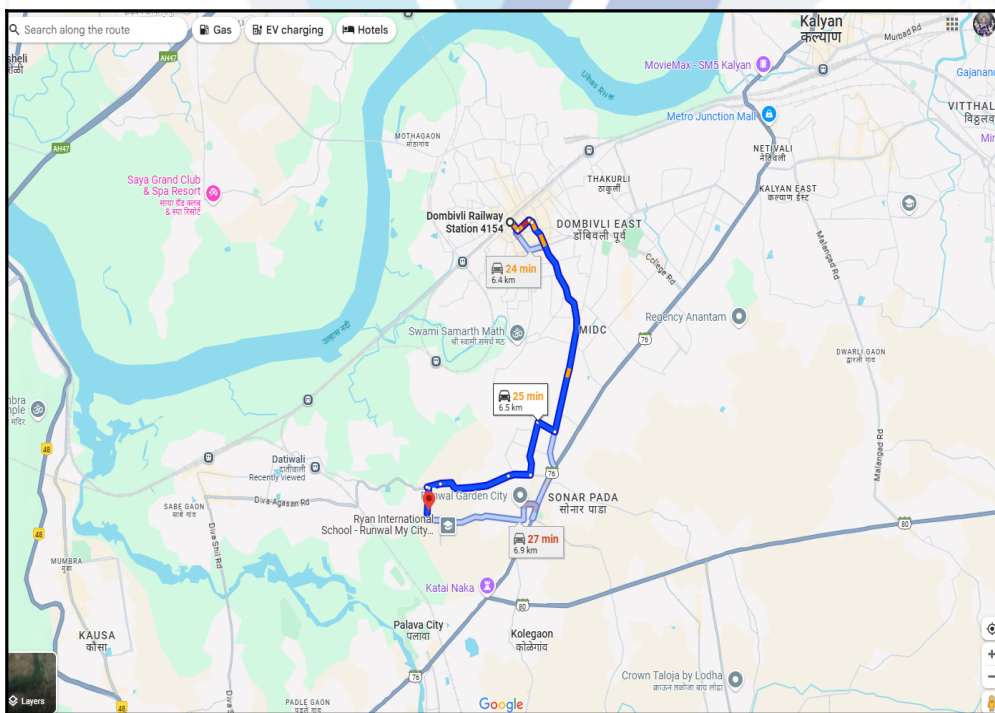 Search along the route
Gas
EV charging
Hotels
Kalyan
कल्याण
Murbad Rd
AH47
MovieMax - SM5 Kalyan
Ulhas River
Metro Junction Mall
MOTHAGAON
मोठागांव
NETIVALI
नेतिवली
AH47
THAKURLI
ठाकुर्ली
Saya Grand Club
& Spa Resort
KALYAN EAST
कल्याण ईस्ट
Dombivli Railway
Station 4154
DOMBIVLI EAST
डोंबिवली पूर्व
Malangad Rd
College Rd
24 min
6.4 km
Regency Anantam
Swami Samarth Math
श्री स्वामी समर्थ मठ
MIDC
76
DWARLI GAON
25 min
6.5 km
48
Malangad Rd
Datiwali
दातीवाली
Recently viewed
76
Diva-Agasan Rd
Runwal Garden City
SONAR PADA
सोनार पाडा
SABE GAON
साबे गांव
Ryan International
School - Runwal My City...
80
48
Diva Shil Rd
27 min
6.9 km
MUMBRA
मुंब्रा
Katai Naka
80
KAUSA
कौसा
Palava City
पलावा
Kolegaon
कोळेगांव
Crown Taloja by Lodha
क्राउन तळोजा बाय लोढा
Layers
48
PADLE GAON
Google